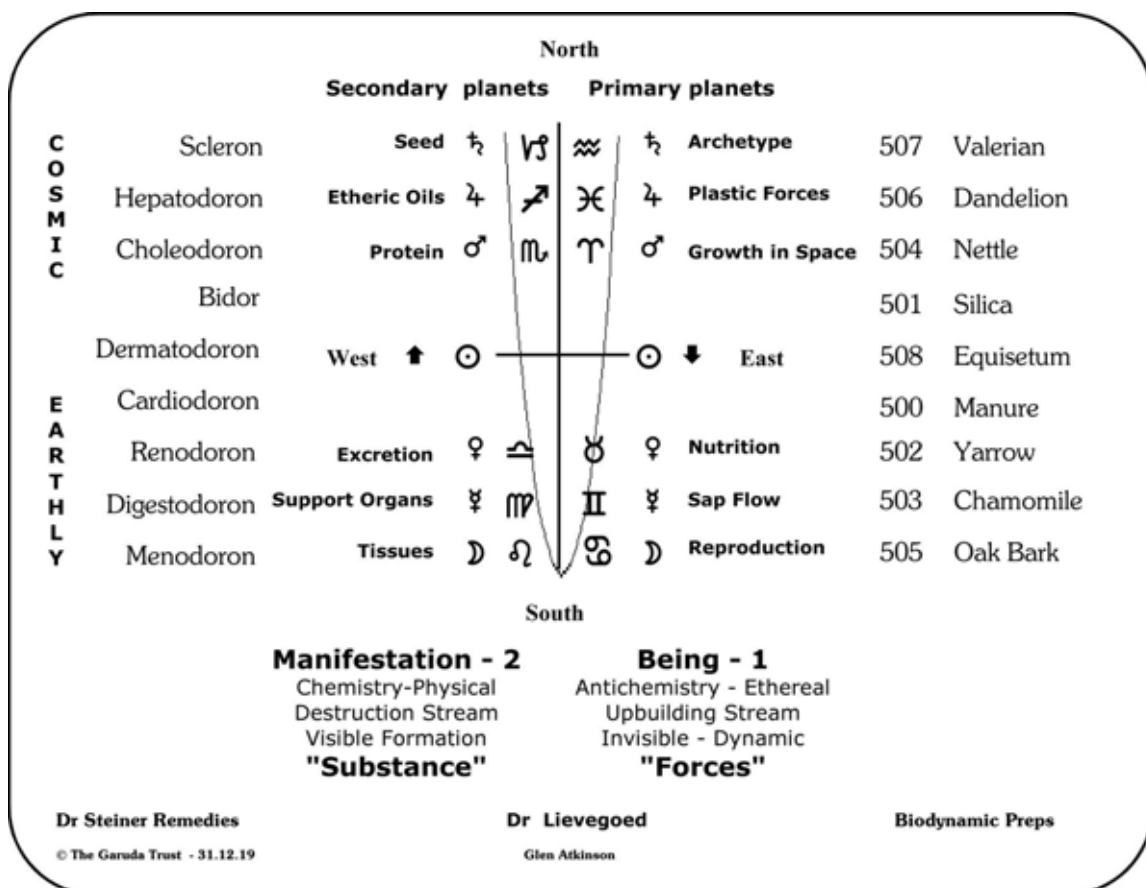 North
Secondary planets Primary planets
COSMIC
Scleron Seed ♄ ♑ ♒ ♄ Archetype 507 Valerian
Hepatodoron Etheric Oils ♃ ♐ ♓ ♃ Plastic Forces 506 Dandelion
Choleodoron Protein ♂ ♏ ♈ ♂ Growth in Space 504 Nettle
Bidor 501 Silica
Dermatodoron West ⬆ ☉ ☉ ⬇ East 508 Equisetum
EARTHLY
Cardiodoron 500 Manure
Renodoron Excretion ♀ ♎ ♉ ♀ Nutrition 502 Yarrow
Digestodoron Support Organs ☿ ♍ ♊ ☿ Sap Flow 503 Chamomile
Menodoron Tissues ☽ ♌ ♋ ☽ Reproduction 505 Oak Bark
South
Manifestation - 2 Being - 1
Chemistry-Physical Antichemistry - Ethereal
Destruction Stream Upbuilding Stream
Visible Formation Invisible - Dynamic
"Substance" "Forces"
Dr Steiner Remedies Dr Lievegoed Biodynamic Preps
© The Garuda Trust - 31.12.19 Glen Atkinson